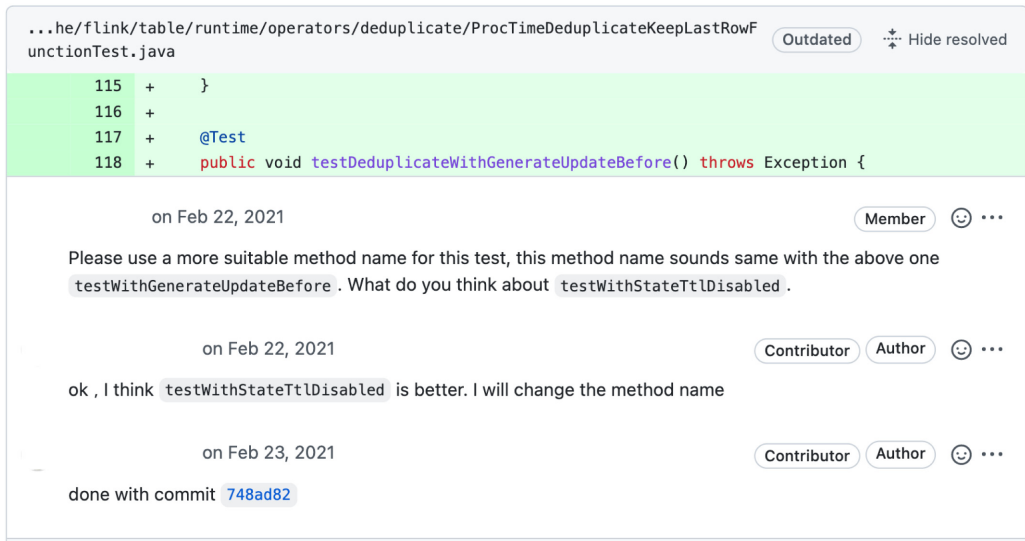 ...he/flink/table/runtime/operators/deduplicate/ProcTimeDeduplicateKeepLastRowF
unctionTest.java
Outdated
Hide resolved
115 + }
116 +
117 + @Test
118 + public void testDeduplicateWithGenerateUpdateBefore() throws Exception {
on Feb 22, 2021 Member ...
Please use a more suitable method name for this test, this method name sounds same with the above one
testWithGenerateUpdateBefore . What do you think about testWithStateTtlDisabled .
on Feb 22, 2021 Contributor Author ...
ok , I think testWithStateTtlDisabled is better. I will change the method name
on Feb 23, 2021 Contributor Author ...
done with commit 748ad82